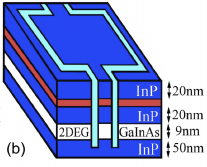 InP 20nm
InP 20nm
2DEG GaInAs 9nm
(b) InP 50nm